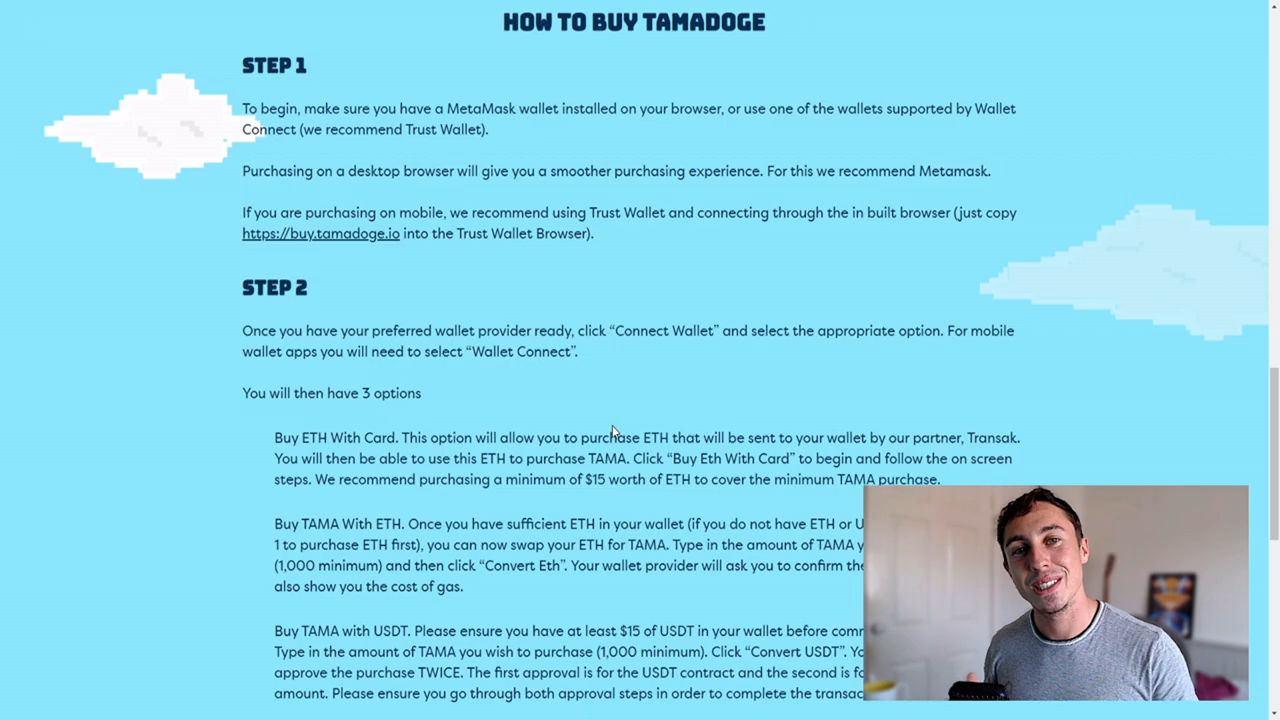 HOW TO BUY TAMADOGE
STEP 1
To begin, make sure you have a MetaMask wallet installed on your browser, or use one of the wallets supported by Wallet
Connect (we recommend Trust Wallet).
Purchasing on a desktop browser will give you a smoother purchasing experience. For this we recommend Metamask.
If you are purchasing on mobile, we recommend using Trust Wallet and connecting through the in built browser (just copy
https://buy.tamadoge.io into the Trust Wallet Browser).
STEP 2
Once you have your preferred wallet provider ready, click “Connect Wallet” and select the appropriate option. For mobile
wallet apps you will need to select “Wallet Connect”.
You will then have 3 options
Buy ETH With Card. This option will allow you to purchase ETH that will be sent to your wallet by our partner, Transak.
You will then be able to use this ETH to purchase TAMA. Click “Buy Eth With Card” to begin and follow the on screen
steps. We recommend purchasing a minimum of $15 worth of ETH to cover the minimum TAMA purchase.
Buy TAMA With ETH. Once you have sufficient ETH in your wallet (if you do not have ETH or
1 to purchase ETH first), you can now swap your ETH for TAMA. Type in the amount of TAMA
(1,000 minimum) and then click “Convert Eth”. Your wallet provider will ask you to confirm the
also show you the cost of gas.
Buy TAMA with USDT. Please ensure you have at least $15 of USDT in your wallet before
Type in the amount of TAMA you wish to purchase (1,000 minimum). Click “Convert USDT”.
approve the purchase TWICE. The first approval is for the USDT contract and the second is
amount. Please ensure you go through both approval steps in order to complete the